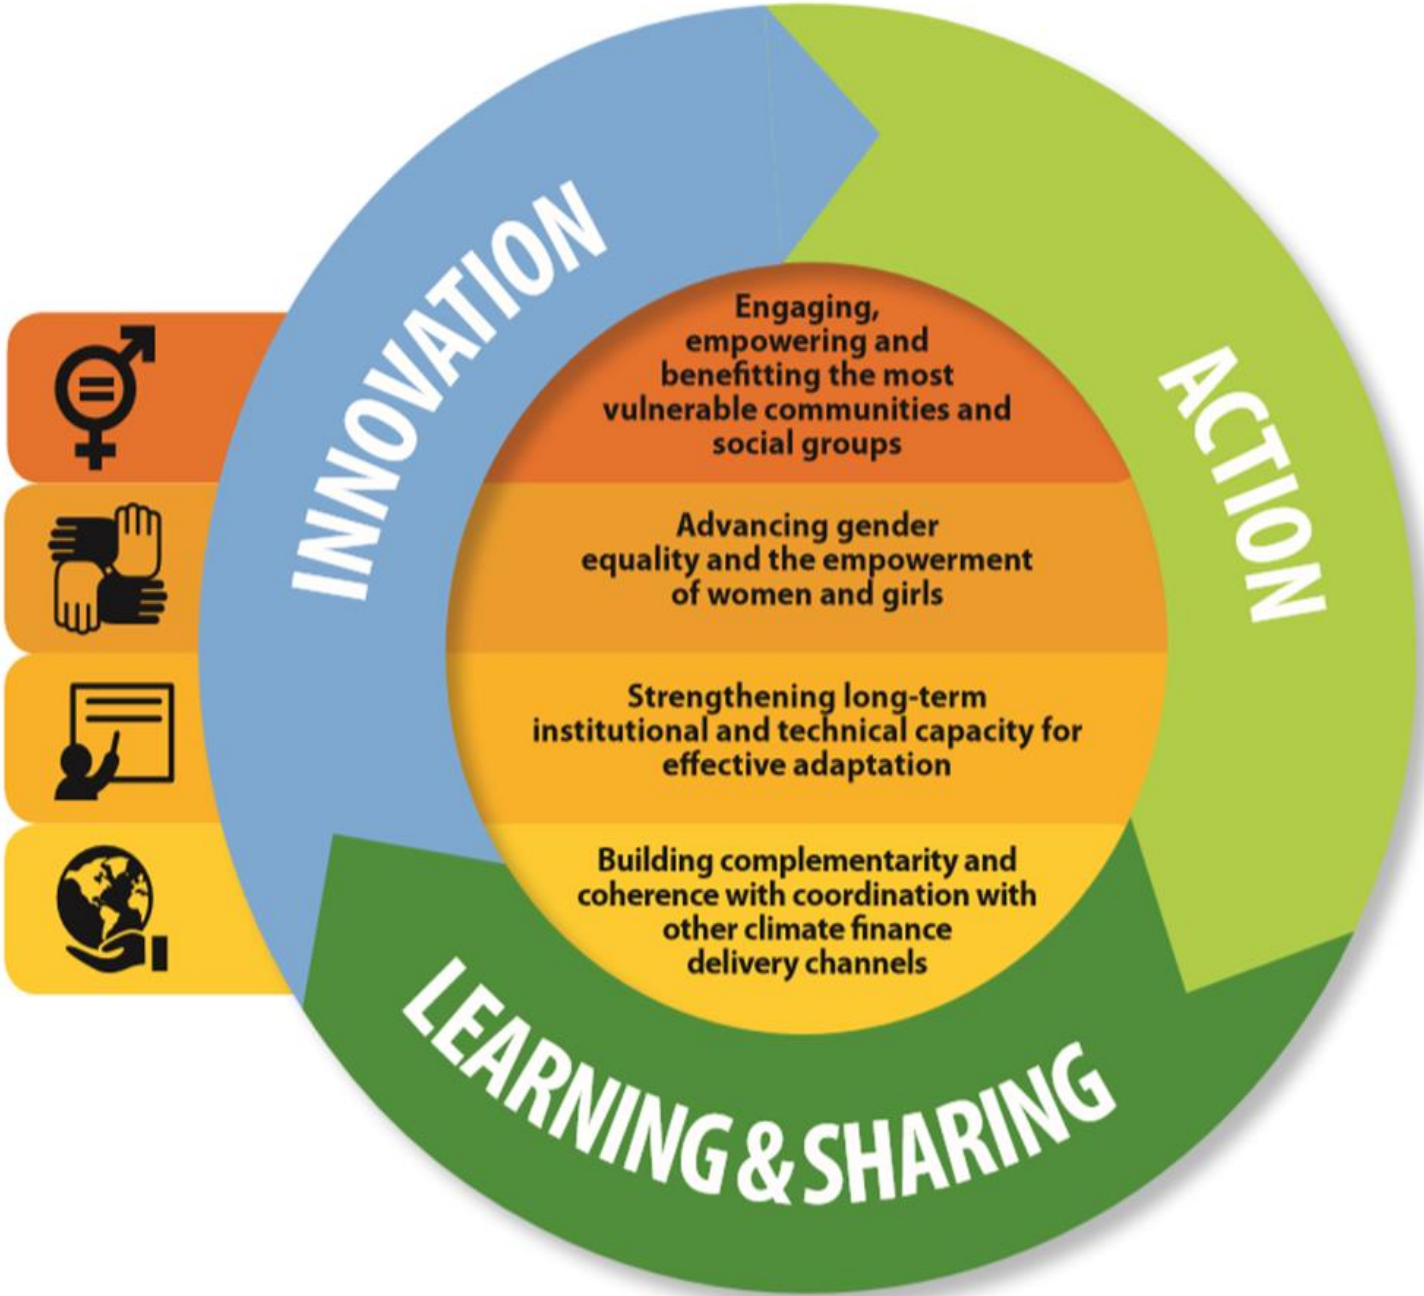 INNOVATION
ACTION
LEARNING & SHARING
Engaging,
empowering and
benefitting the most
vulnerable communities and
social groups
Advancing gender
equality and the empowerment
of women and girls
Strengthening long-term
institutional and technical capacity for
effective adaptation
Building complementarity and
coherence with coordination with
other climate finance
delivery channels